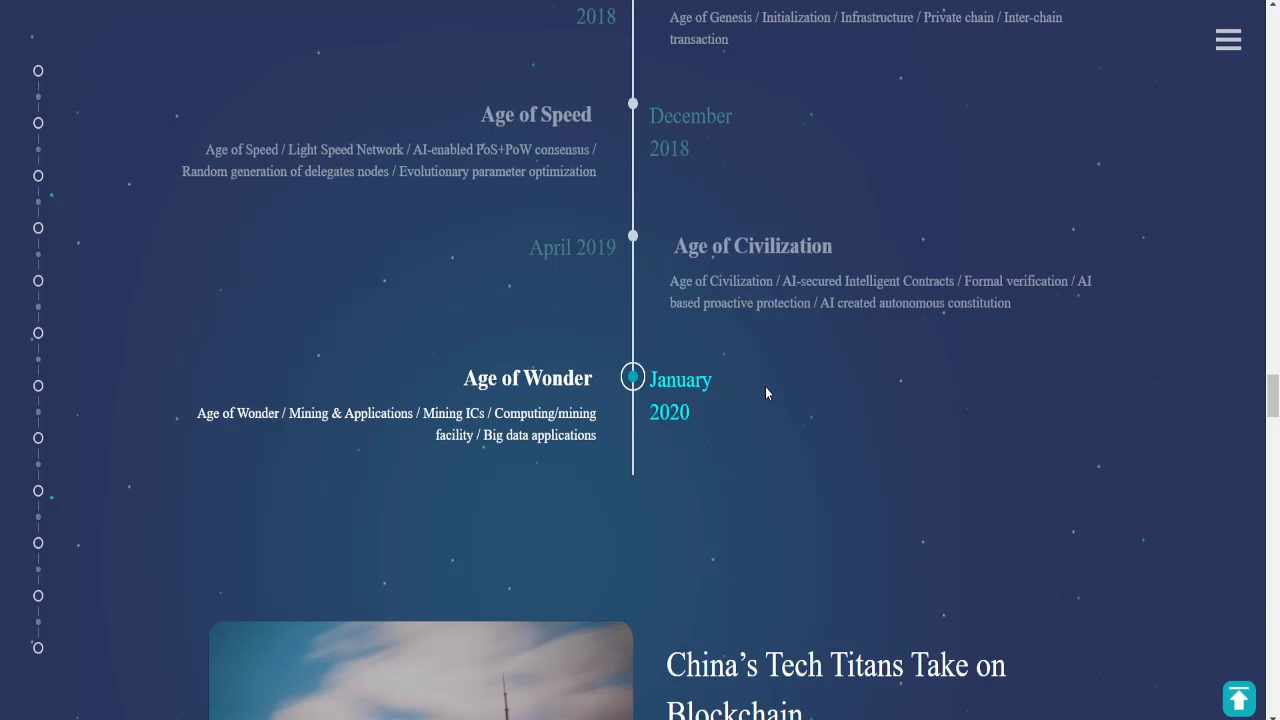 2018
Age of Genesis / Initialization / Infrastructure / Private chain / Inter-chain
transaction
Age of Speed
December
2018
Age of Speed / Light Speed Network / AI-enabled PoS+PoW consensus /
Random generation of delegates nodes / Evolutionary parameter optimization
April 2019
Age of Civilization
Age of Civilization / AI-secured Intelligent Contracts / Formal verification / AI
based proactive protection / AI created autonomous constitution
Age of Wonder
January
2020
Age of Wonder / Mining & Applications / Mining ICs / Computing/mining
facility / Big data applications
China’s Tech Titans Take on
Blockchain